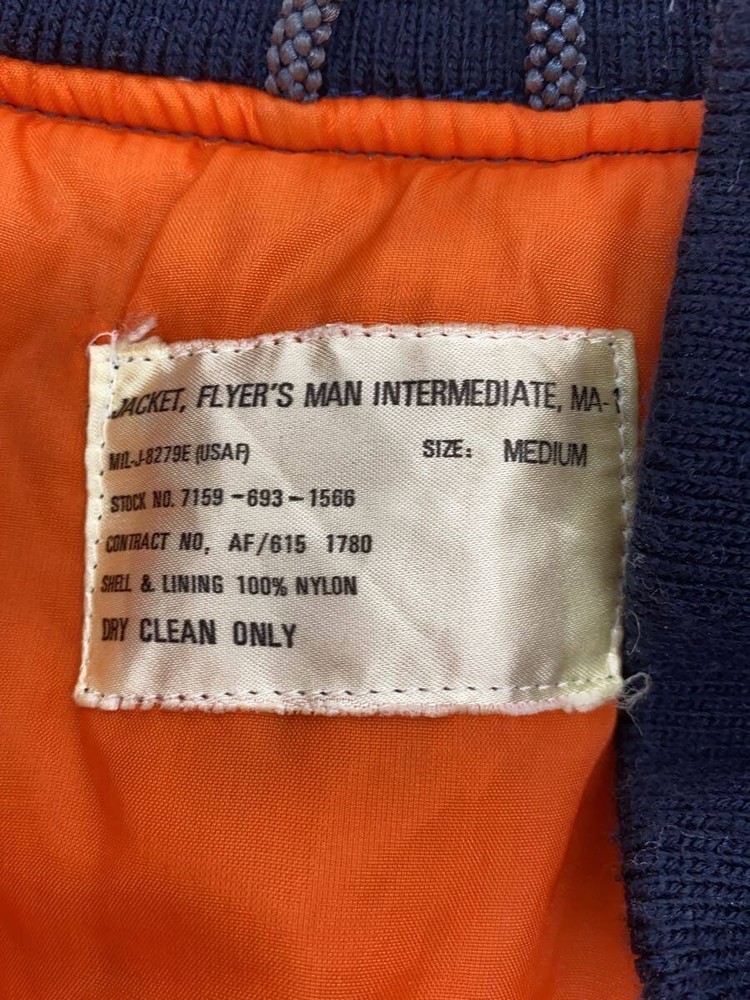 JACKET, FLYER'S MAN INTERMEDIATE, MA-1
MIL-J-8279E (USAF) SIZE: MEDIUM
STOCK NO. 7159-693-1566
CONTRACT NO, AF/615 1780
SHELL & LINING 100% NYLON
DRY CLEAN ONLY